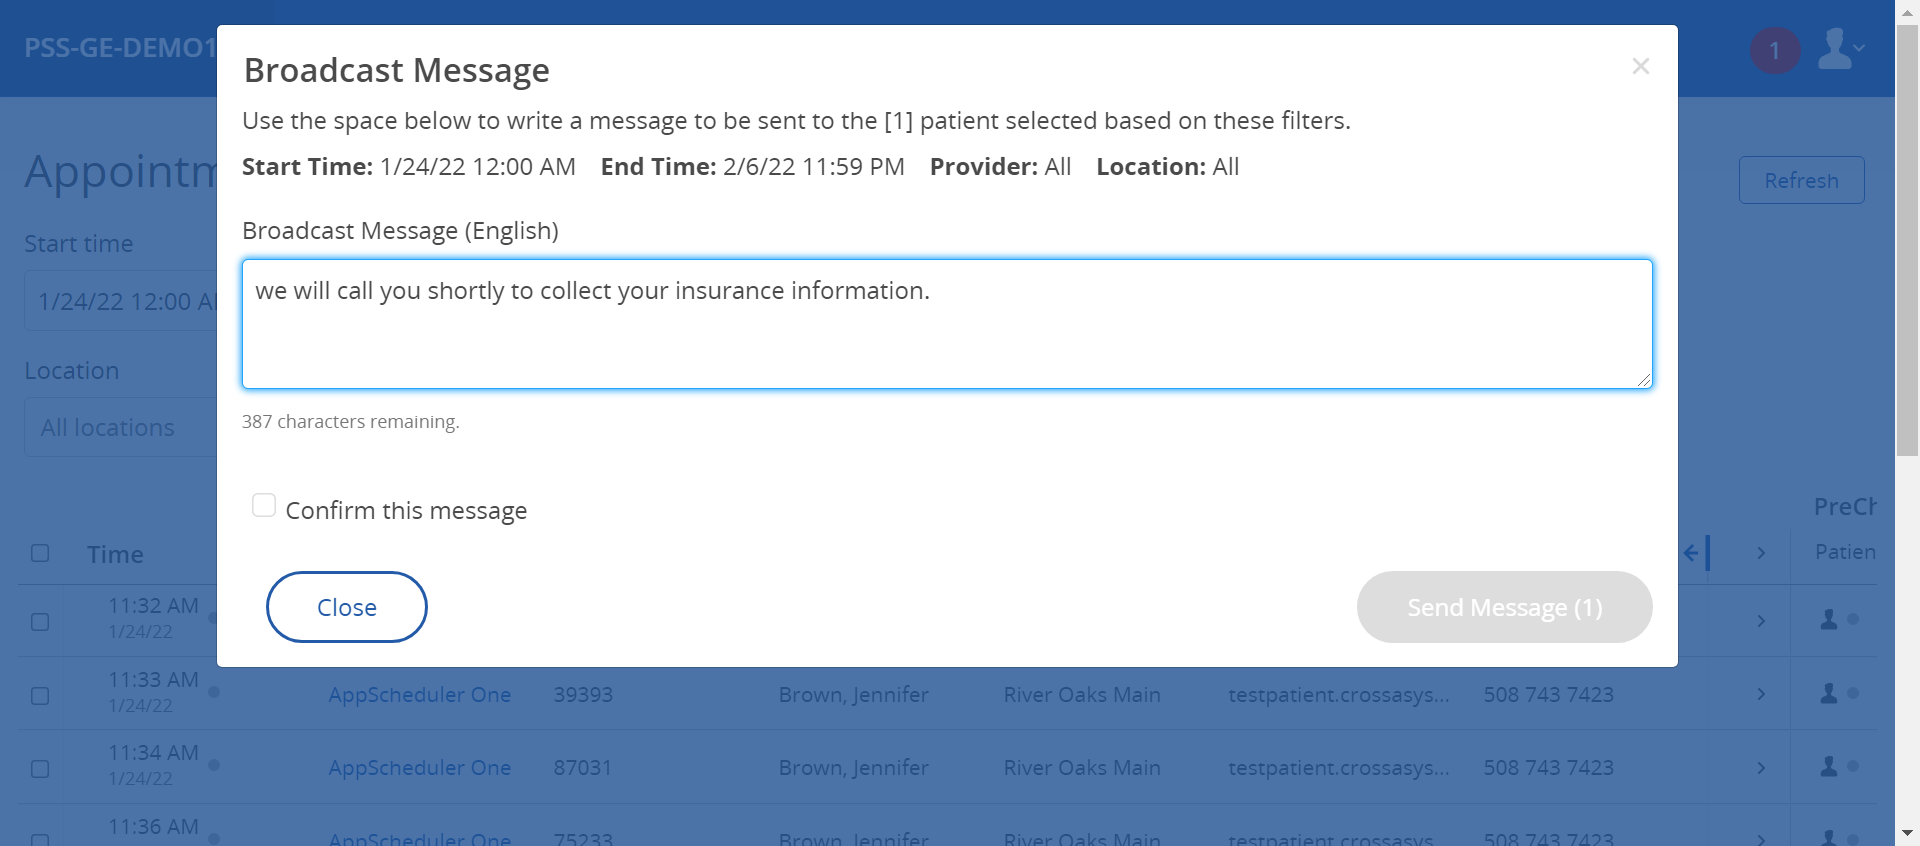 PSS-GE-DEMO1
1
Broadcast Message
Use the space below to write a message to be sent to the [1] patient selected based on these filters.
Start Time: 1/24/22 12:00 AM End Time: 2/6/22 11:59 PM Provider: All Location: All
Refresh
Start time
1/24/22 12:00
Broadcast Message (English)
we will call you shortly to collect your insurance information.
387 characters remaining.
Location
All locations
Confirm this message
Time
Close
Send Message (1)
11:32 AM
1/24/22
11:33 AM
1/24/22
AppScheduler One 39393 Brown, Jennifer River Oaks Main testpatient.crossasys... 508 743 7423
11:34 AM
1/24/22
AppScheduler One 87031 Brown, Jennifer River Oaks Main testpatient.crossasys... 508 743 7423
11:36 AM
AppScheduler One 75233 Brown, Jennifer River Oaks Main testpatient.crossasys... 508 743 7423